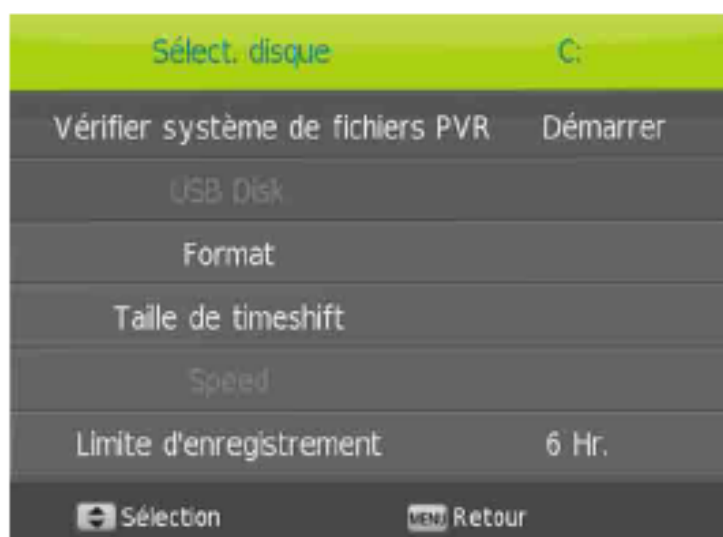 Sélect. disque C:
Vérifier système de fichiers PVR Démarrer
USB Disk
Format
Taille de timeshift
Speed
Limite d'enregistrement 6 Hr.
Sélection MENU Retour